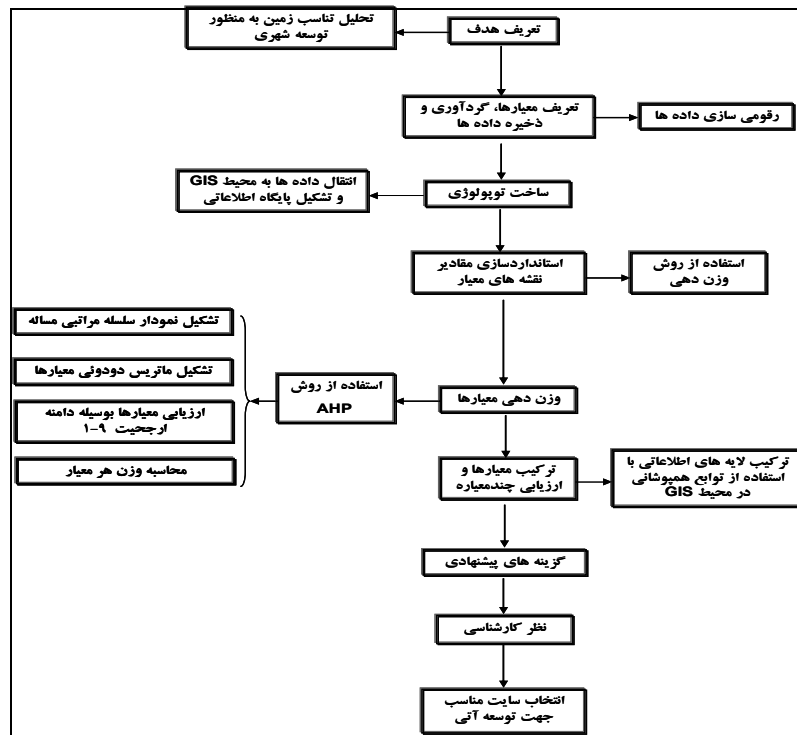 تعریف هدف
تحلیل تناسب زمین به منظور
توسعه شهری
تعریف معیارها، گردآوری و
ذخیره داده ها
رقومی سازی داده ها
ساخت توپولوژی
انتقال داده ها به محیط GIS
و تشکیل پایگاه اطلاعاتی
استانداردسازی مقادیر
نقشه های معیار
استفاده از روش
وزن دهی
وزن دهی معیارها
استفاده از روش
AHP
تشکیل نمودار سلسله مراتبی مساله
تشکیل ماتریس دودوئی معیارها
ارزیابی معیارها بوسیله دامنه
ارجحیت ۹-۱
محاسبه وزن هر معیار
ترکیب معیارها و
ارزیابی چندمعیاره
ترکیب لایه های اطلاعاتی با
استفاده از توابع همپوشانی
در محیط GIS
گزینه های پیشنهادی
نظر کارشناسی
انتخاب سایت مناسب
جهت توسعه آتی